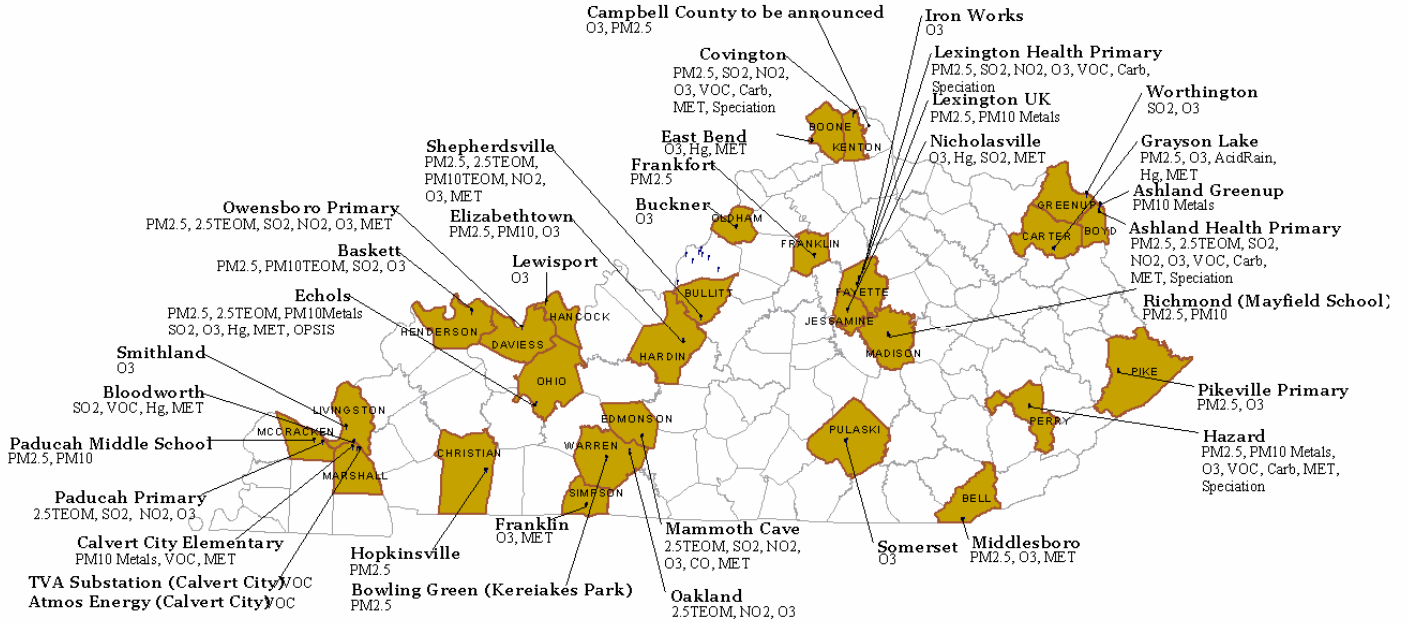 Campbell County to be announced
O3, PM2.5
Iron Works
O3
Covington
PM2.5, SO2, NO2,
O3, VOC, Carb,
MET, Speciation
Lexington Health Primary
PM2.5, SO2, NO2, O3, VOC, Carb,
Speciation
Lexington UK
PM2.5, PM10 Metals
Worthington
SO2, O3
East Bend
O3, Hg, MET
Nicholasville
O3, Hg, SO2, MET
Grayson Lake
PM2.5, O3, AcidRain,
Hg, MET
Shepherdsville
PM2.5, 2.5TEOM,
PM10TEOM, NO2,
O3, MET
Frankfort
PM2.5
Ashland Greenup
PM10 Metals
Owensboro Primary
PM2.5, 2.5TEOM, SO2, NO2, O3, MET
Elizabethtown
PM2.5, PM10, O3
Buckner
O3
Ashland Health Primary
PM2.5, 2.5TEOM, SO2,
NO2, O3, VOC, Carb,
MET, Speciation
Baskett
PM2.5, PM10TEOM, SO2, O3
Lewisport
O3
Echols
PM2.5, 2.5TEOM, PM10Metals
SO2, O3, Hg, MET, OPSIS
Richmond (Mayfield School)
PM2.5, PM10
Smithland
O3
Bloodworth
SO2, VOC, Hg, MET
Pikeville Primary
PM2.5, O3
Paducah Middle School
PM2.5, PM10
Hazard
PM2.5, PM10 Metals,
O3, VOC, Carb, MET,
Speciation
Paducah Primary
2.5TEOM, SO2, NO2, O3
Calvert City Elementary
PM10 Metals, VOC, MET
TVA Substation (Calvert City) VOC
Atmos Energy (Calvert City) VOC
Hopkinsville
PM2.5
Franklin
O3, MET
Bowling Green (Kereiakes Park)
PM2.5
Mammoth Cave
2.5TEOM, SO2, NO2,
O3, CO, MET
Oakland
2.5TEOM, NO2, O3
Somerset
O3
Middlesboro
PM2.5, O3, MET
BOONE
KENTON
OLDHAM
FRANKLIN
GREENUP
CARTER
BOYD
FAYETTE
JESSAMINE
MADISON
BULLITT
HARDIN
HENDERSON
DAVIESS
HANCOCK
OHIO
PIKE
PERRY
LIVINGSTON
MCCRACKEN
MARSHALL
CHRISTIAN
EDMONSON
WARREN
SIMPSON
PULASKI
BELL